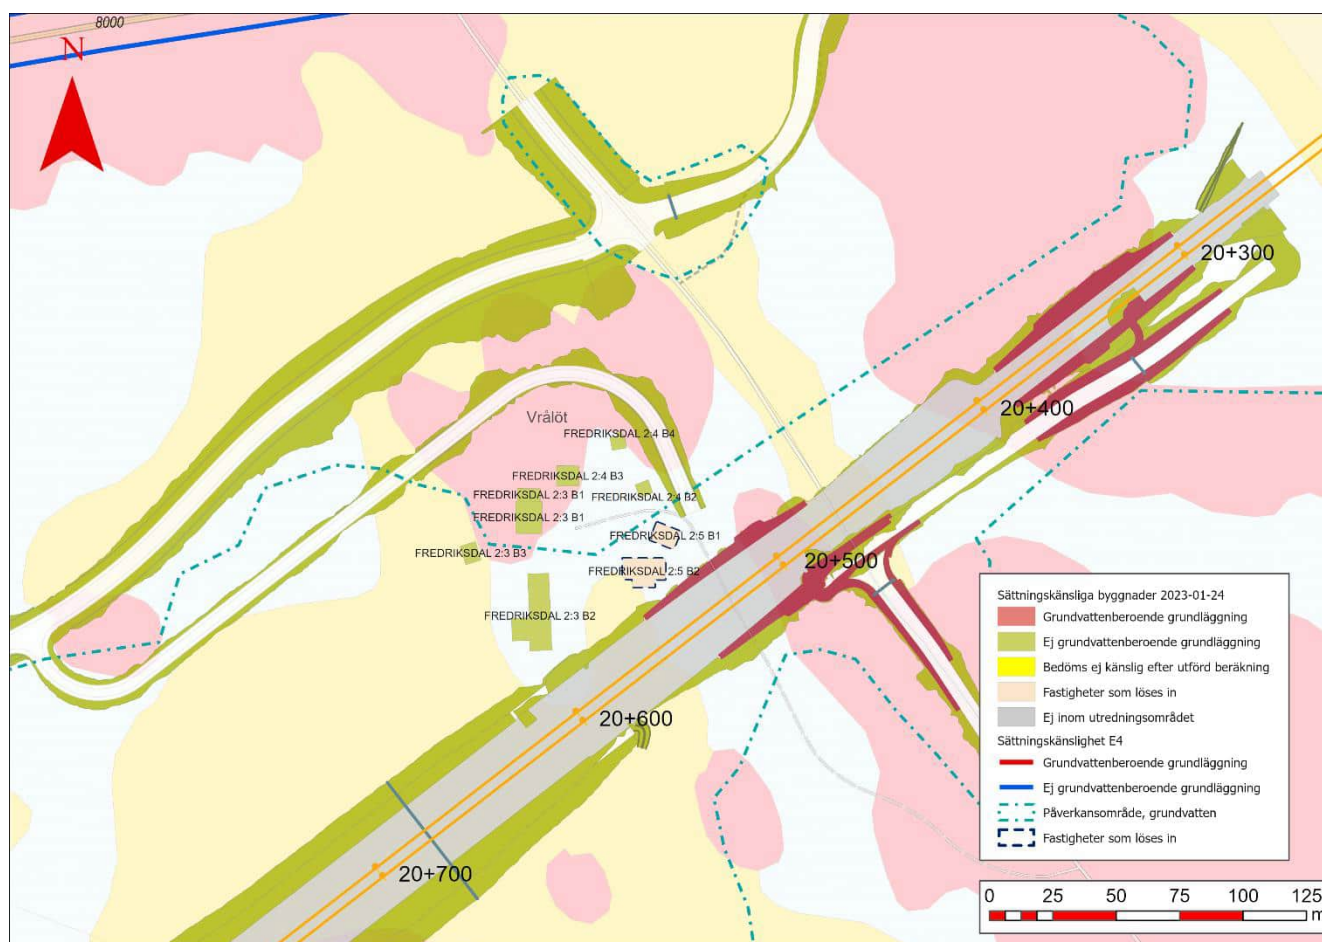 8000
N
20+300
20+400
Vrålöt
FREDRIKSDAL 2:4 B4
FREDRIKSDAL 2:4 B3
FREDRIKSDAL 2:3 B1
FREDRIKSDAL 2:4 B2
FREDRIKSDAL 2:3 B1
FREDRIKSDAL 2:5 B1
FREDRIKSDAL 2:3 B3
20+500
FREDRIKSDAL 2:5 B2
FREDRIKSDAL 2:3 B2
20+600
20+700
Sättningskänsliga byggnader 2023-01-24
Grundvattenberoende grundläggning
Ej grundvattenberoende grundläggning
Bedöms ej känslig efter utförd beräkning
Fastigheter som löses in
Ej inom utredningsområdet
Sättningskänslighet E4
Grundvattenberoende grundläggning
Ej grundvattenberoende grundläggning
Påverkansområde, grundvatten
Fastigheter som löses in
0 25 50 75 100 125
m